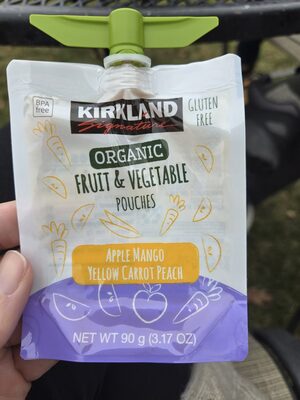 BPA
free
KIRKLAND
Signature
GLUTEN
FREE
ORGANIC
FRUIT & VEGETABLE
POUCHES
APPLE MANGO
YELLOW CARROT PEACH
NET WT 90 g (3.17 OZ)